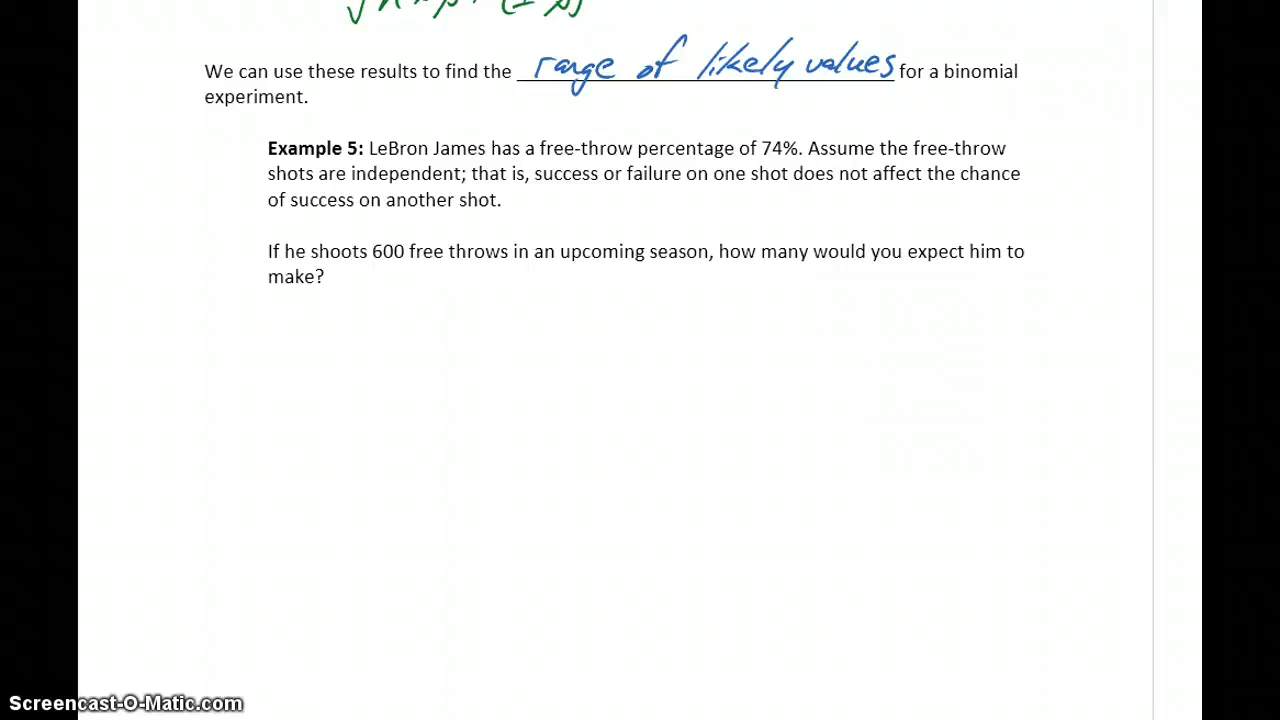 We can use these results to find the range of likely values for a binomial
experiment.
Example 5: LeBron James has a free-throw percentage of 74%. Assume the free-throw
shots are independent; that is, success or failure on one shot does not affect the chance
of success on another shot.
If he shoots 600 free throws in an upcoming season, how many would you expect him to
make?
Screencast-O-Matic.com